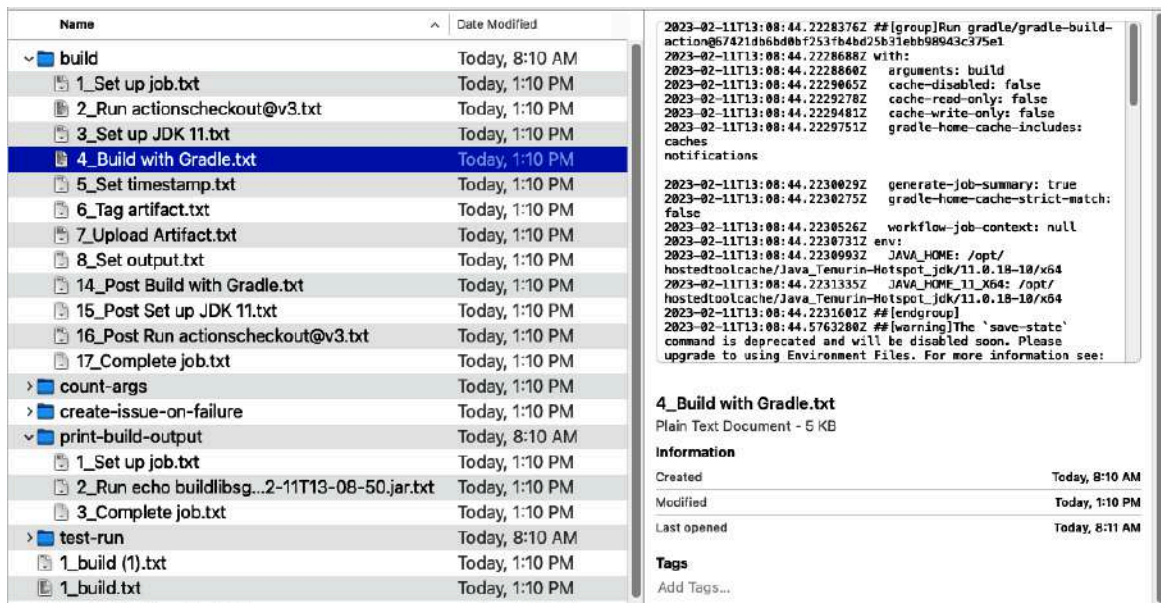 Name
Date Modified
build Today, 8:10 AM
1_Set up job.txt Today, 1:10 PM
2_Run actionscheckout@v3.txt Today, 1:10 PM
3_Set up JDK 11.txt Today, 1:10 PM
4_Build with Gradle.txt Today, 1:10 PM
5_Set timestamp.txt Today, 1:10 PM
6_Tag artifact.txt Today, 1:10 PM
7_Upload Artifact.txt Today, 1:10 PM
8_Set output.txt Today, 1:10 PM
14_Post Build with Gradle.txt Today, 1:10 PM
15_Post Set up JDK 11.txt Today, 1:10 PM
16_Post Run actionscheckout@v3.txt Today, 1:10 PM
17_Complete job.txt Today, 1:10 PM
count-args Today, 1:10 PM
create-issue-on-failure Today, 1:10 PM
print-build-output Today, 8:10 AM
1_Set up job.txt Today, 1:10 PM
2_Run echo buildlibsg...2-11T13-08-50.jar.txt Today, 1:10 PM
3_Complete job.txt Today, 1:10 PM
test-run Today, 8:10 AM
1_build (1).txt Today, 1:10 PM
1_build.txt Today, 1:10 PM
2023-02-11T13:08:44.2228376Z ##[group]Run gradle/gradle-build-
action@67421db6bd0bf253fb4bd25b31ebb98943c375e1
2023-02-11T13:08:44.2228688Z with:
2023-02-11T13:08:44.2228860Z arguments: build
2023-02-11T13:08:44.2229065Z cache-disabled: false
2023-02-11T13:08:44.2229278Z cache-read-only: false
2023-02-11T13:08:44.2229481Z cache-write-only: false
2023-02-11T13:08:44.2229751Z gradle-home-cache-includes:
caches
notifications
2023-02-11T13:08:44.2230029Z generate-job-summary: true
2023-02-11T13:08:44.2230275Z gradle-home-cache-strict-match:
false
2023-02-11T13:08:44.2230526Z workflow-job-context: null
2023-02-11T13:08:44.2230731Z env:
2023-02-11T13:08:44.2230993Z JAVA_HOME: /opt/
hostedtoolcache/Java_Temurin-Hotspot_jdk/11.0.18-10/x64
2023-02-11T13:08:44.2231335Z JAVA_HOME_11_X64: /opt/
hostedtoolcache/Java_Temurin-Hotspot_jdk/11.0.18-10/x64
2023-02-11T13:08:44.2231601Z ##[endgroup]
2023-02-11T13:08:44.5763280Z ##[warning]The `save-state`
command is deprecated and will be disabled soon. Please
upgrade to using Environment Files. For more information see:
4_Build with Gradle.txt
Plain Text Document - 5 KB
Information
Created Today, 8:10 AM
Modified Today, 1:10 PM
Last opened Today, 8:11 AM
Tags
Add Tags...